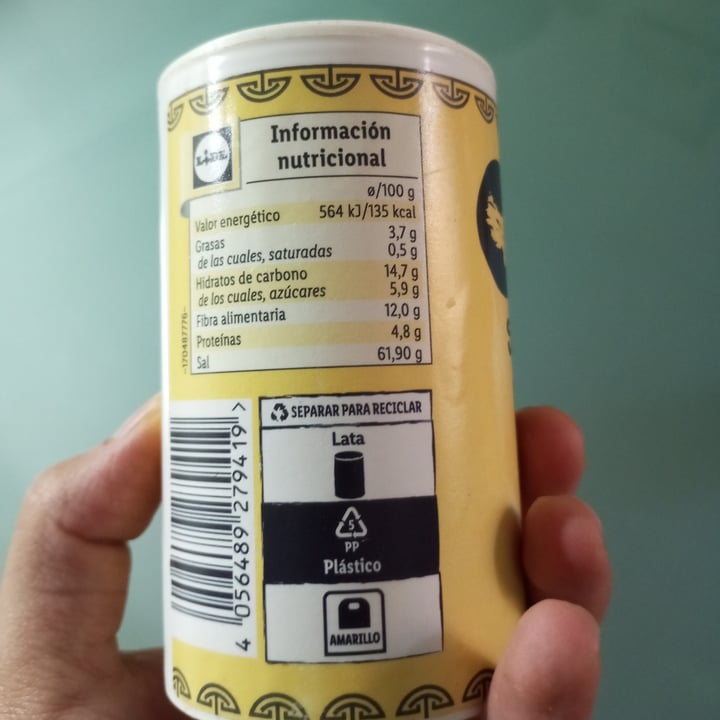 LIDL
Información
nutricional
ø/100 g
Valor energético 564 kJ/135 kcal
Grasas 3,7 g
de las cuales, saturadas 0,5 g
Hidratos de carbono 14,7 g
de los cuales, azúcares 5,9 g
Fibra alimentaria 12,0 g
Proteínas 4,8 g
Sal 61,90 g
-170487776-
4 056489 279419 >
SEPARAR PARA RECICLAR
Lata
5
PP
Plástico
AMARILLO